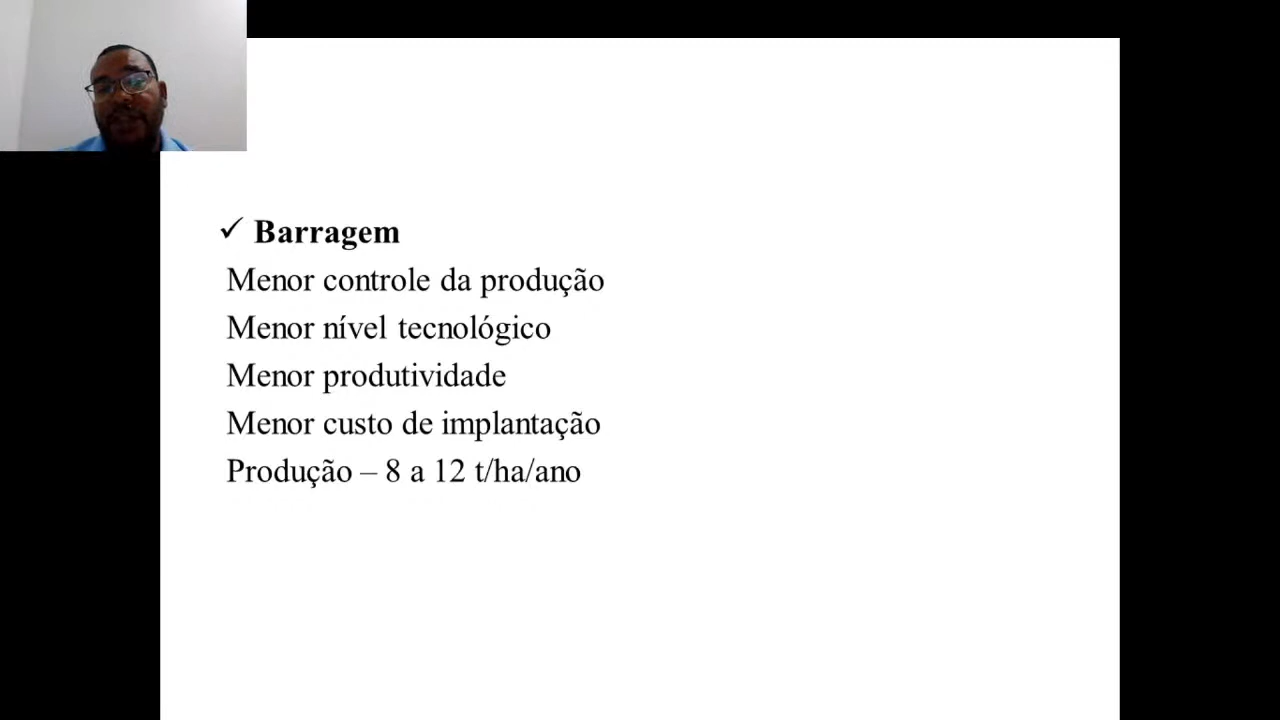 ✓ Barragem
Menor controle da produção
Menor nível tecnológico
Menor produtividade
Menor custo de implantação
Produção – 8 a 12 t/ha/ano